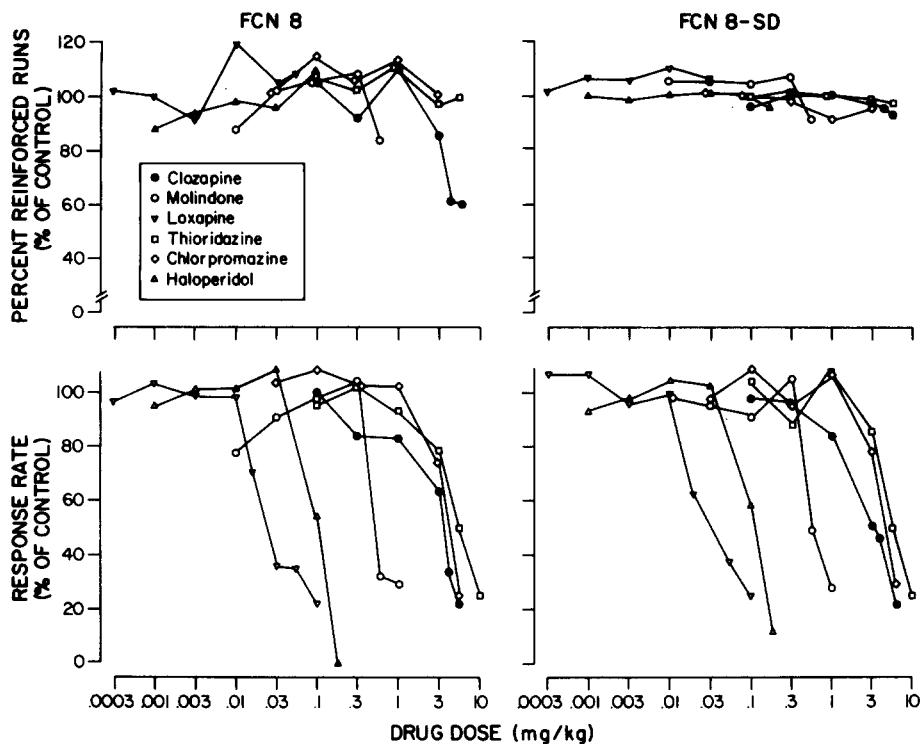 FCN 8
FCN 8-SD
PERCENT REINFORCED RUNS
(% OF CONTROL)
120
100
80
60
40
0
Clozapine
Molindone
Loxapine
Thioridazine
Chlorpromazine
Haloperidol
RESPONSE RATE
(% OF CONTROL)
100
80
60
40
20
0
.0003 .001 .003 .01 .03 .1 .3 1 3 10
.0003 .001 .003 .01 .03 .1 .3 1 3 10
DRUG DOSE (mg/kg)